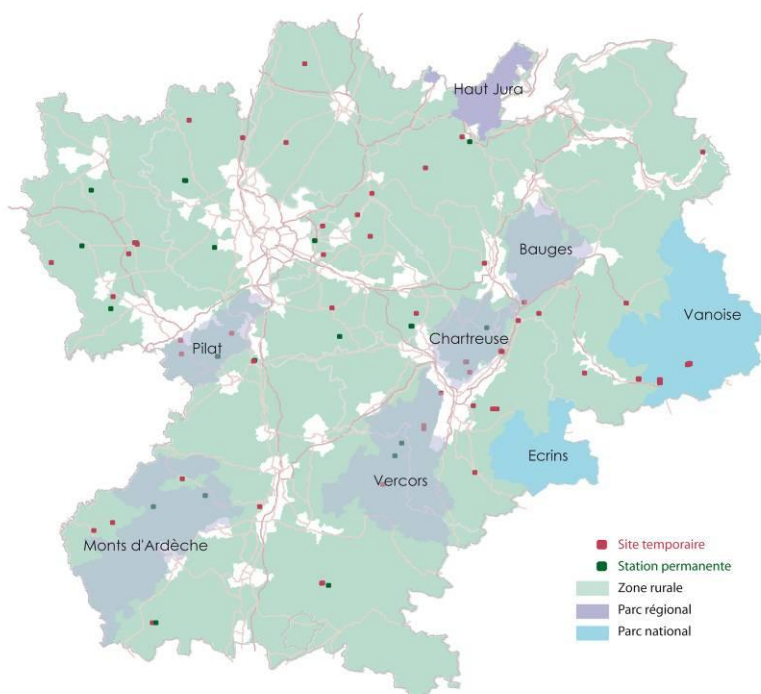 Haut Jura
Bauges
Vanoise
Chartreuse
Pilat
Ecrins
Vercors
Monts d'Ardèche
Site temporaire
Station permanente
Zone rurale
Parc régional
Parc national